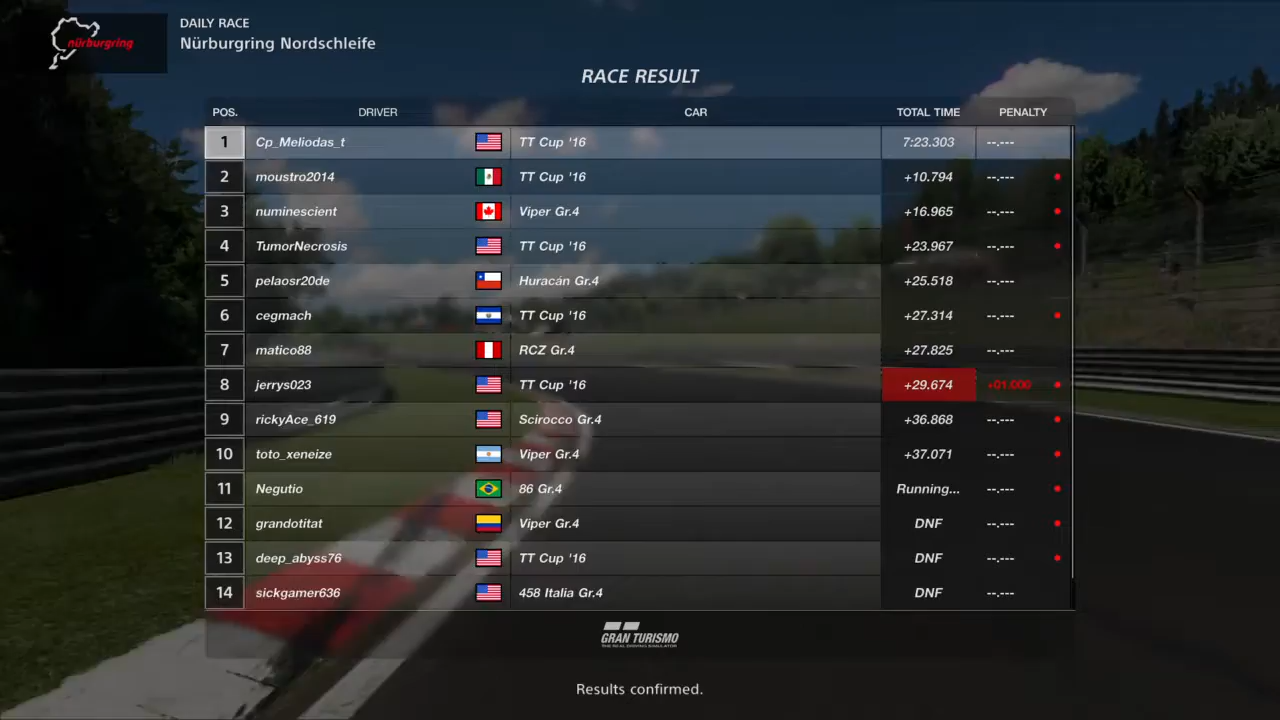 DAILY RACE
nürburgring
Nürburgring Nordschleife
RACE RESULT
POS. DRIVER CAR TOTAL TIME PENALTY
1 Cp_Meliodas_t TT Cup '16 7:23.303 --.---
2 moustro2014 TT Cup '16 +10.794 --.---
3 numinescient Viper Gr.4 +16.965 --.---
4 TumorNecrosis TT Cup '16 +23.967 --.---
5 pelaosr20de Huracán Gr.4 +25.518 --.---
6 cegmach TT Cup '16 +27.314 --.---
7 matico88 RCZ Gr.4 +27.825 --.---
8 jerrys023 TT Cup '16 +29.674 +01.000
9 rickyAce_619 Scirocco Gr.4 +36.868 --.---
10 toto_xeneize Viper Gr.4 +37.071 --.---
11 Negutio 86 Gr.4 Running... --.---
12 grandotitat Viper Gr.4 DNF --.---
13 deep_abyss76 TT Cup '16 DNF --.---
14 sickgamer636 458 Italia Gr.4 DNF --.---
GRAN TURISMO
THE REAL DRIVING SIMULATOR
Results confirmed.